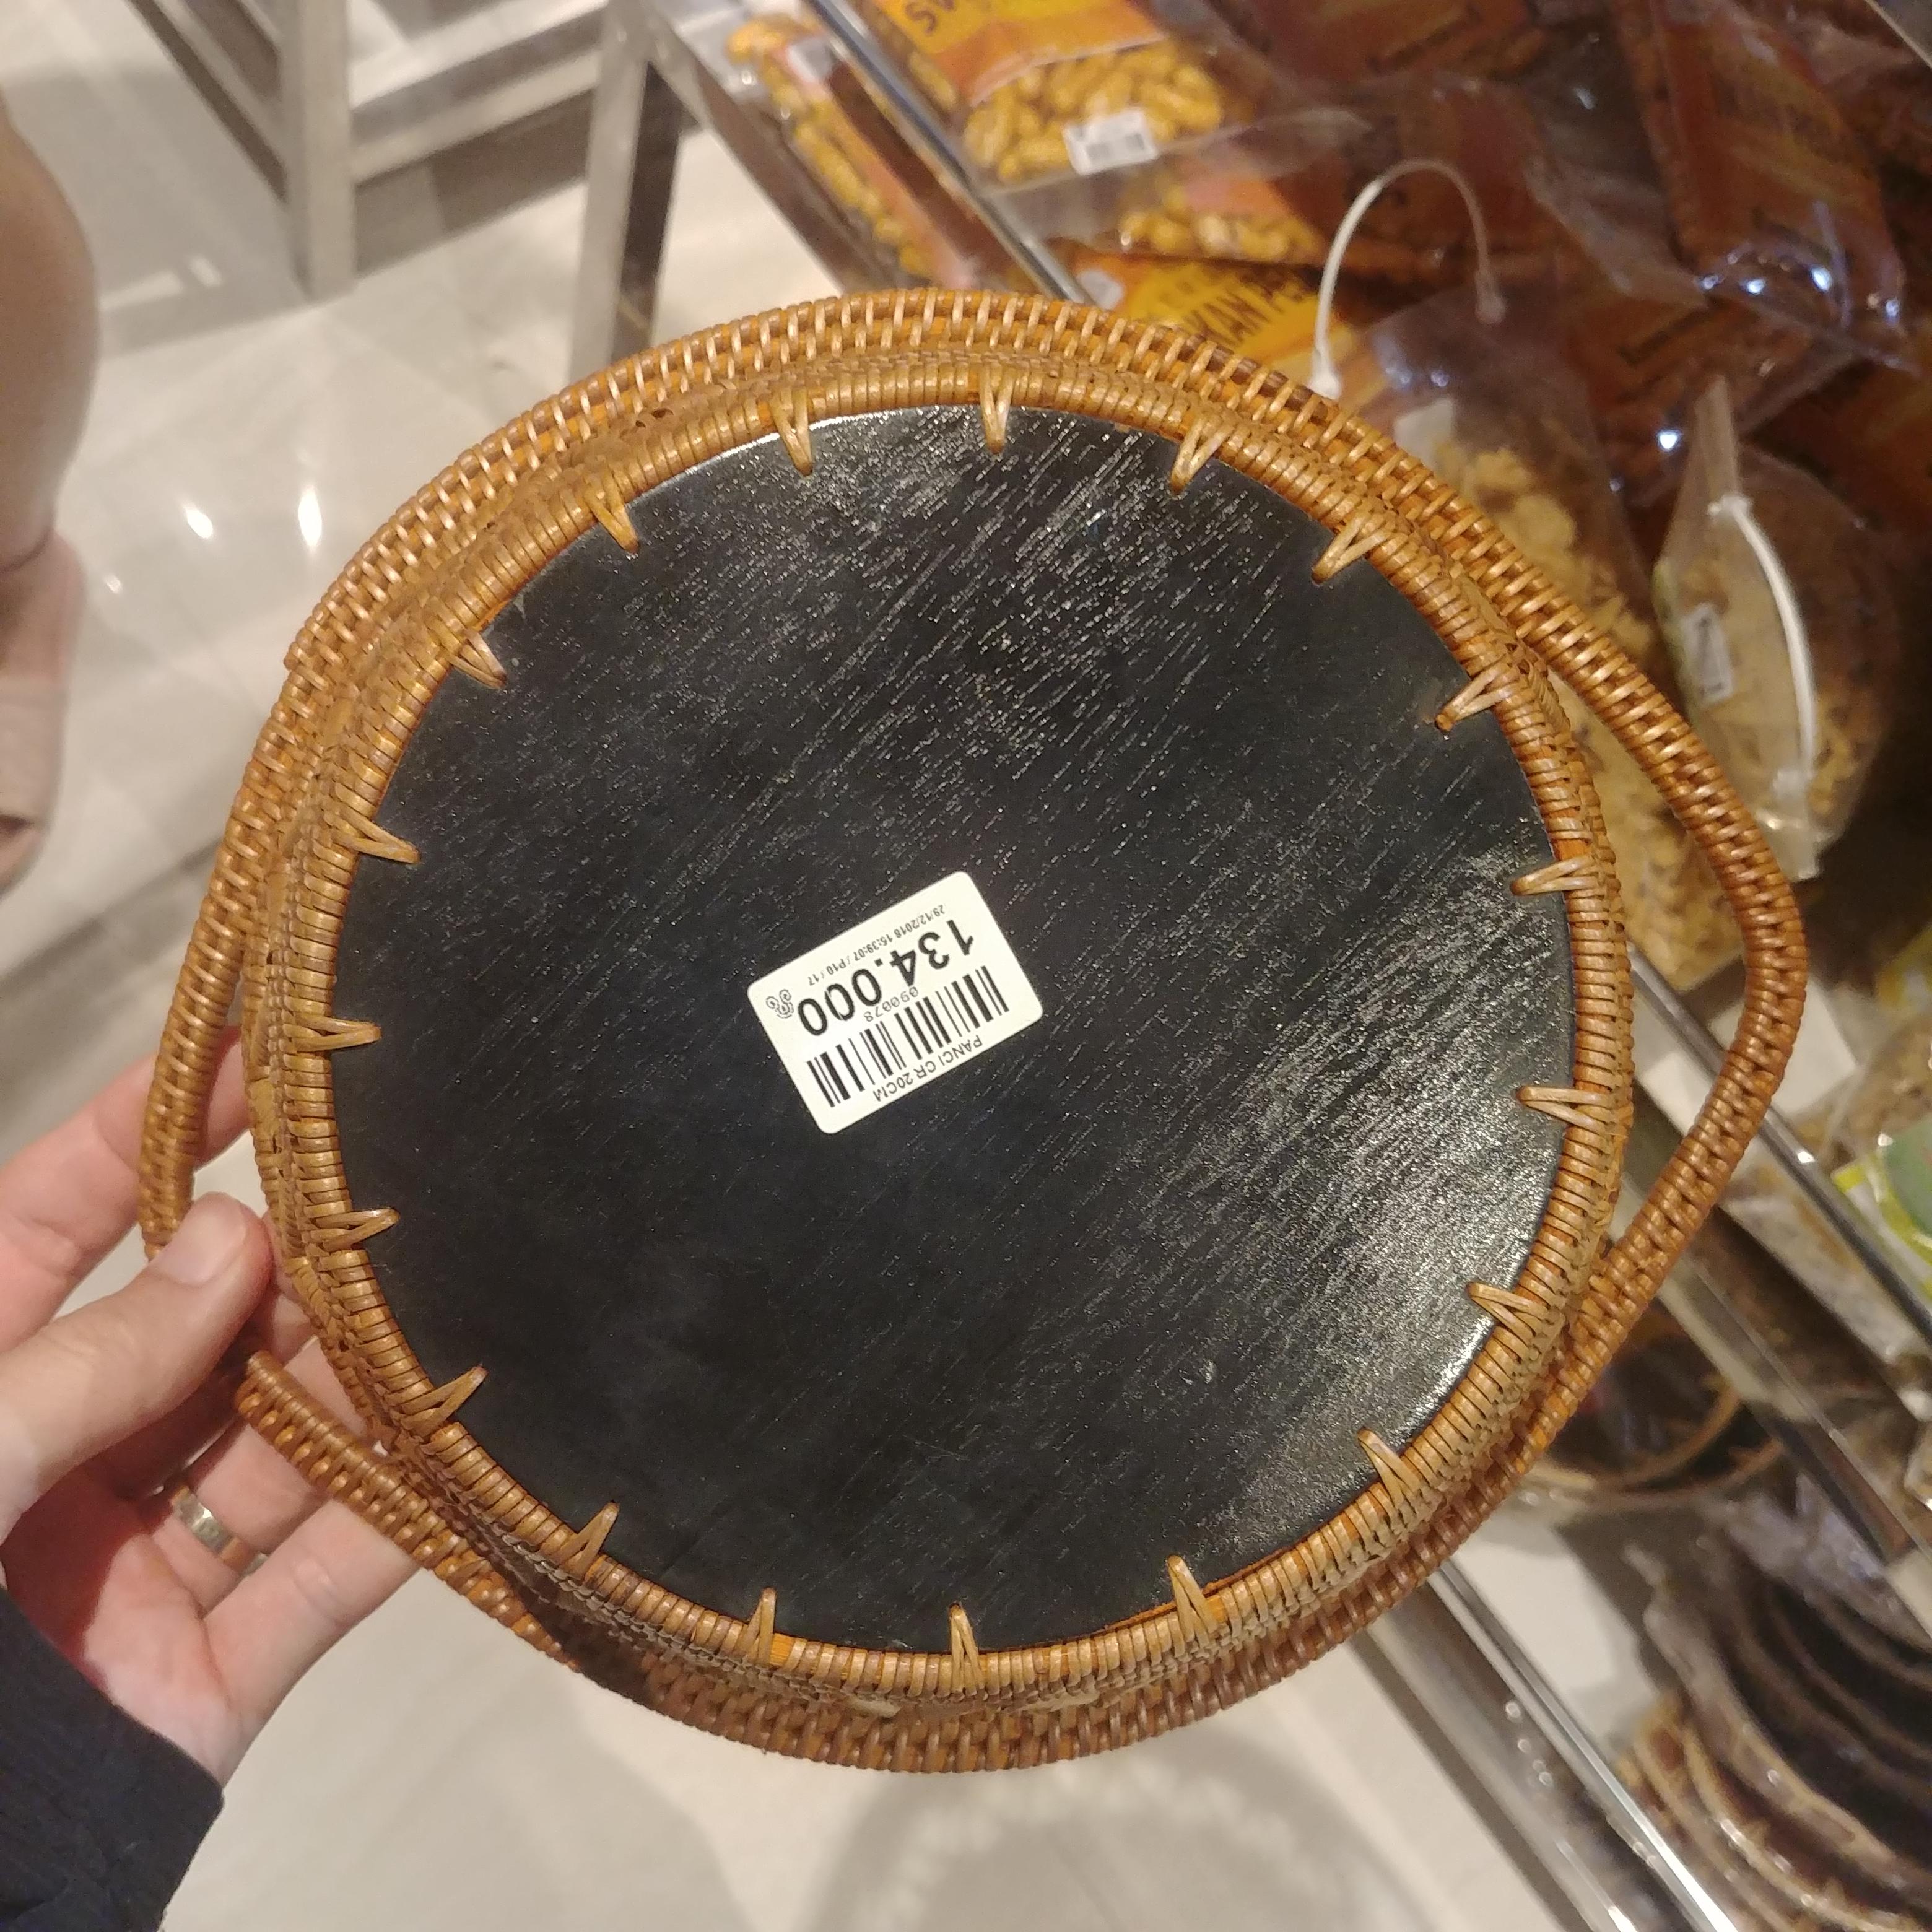 PANCI CR 20CM
090078
134.000
29/12/2018 15:39:07 / P10 / 17